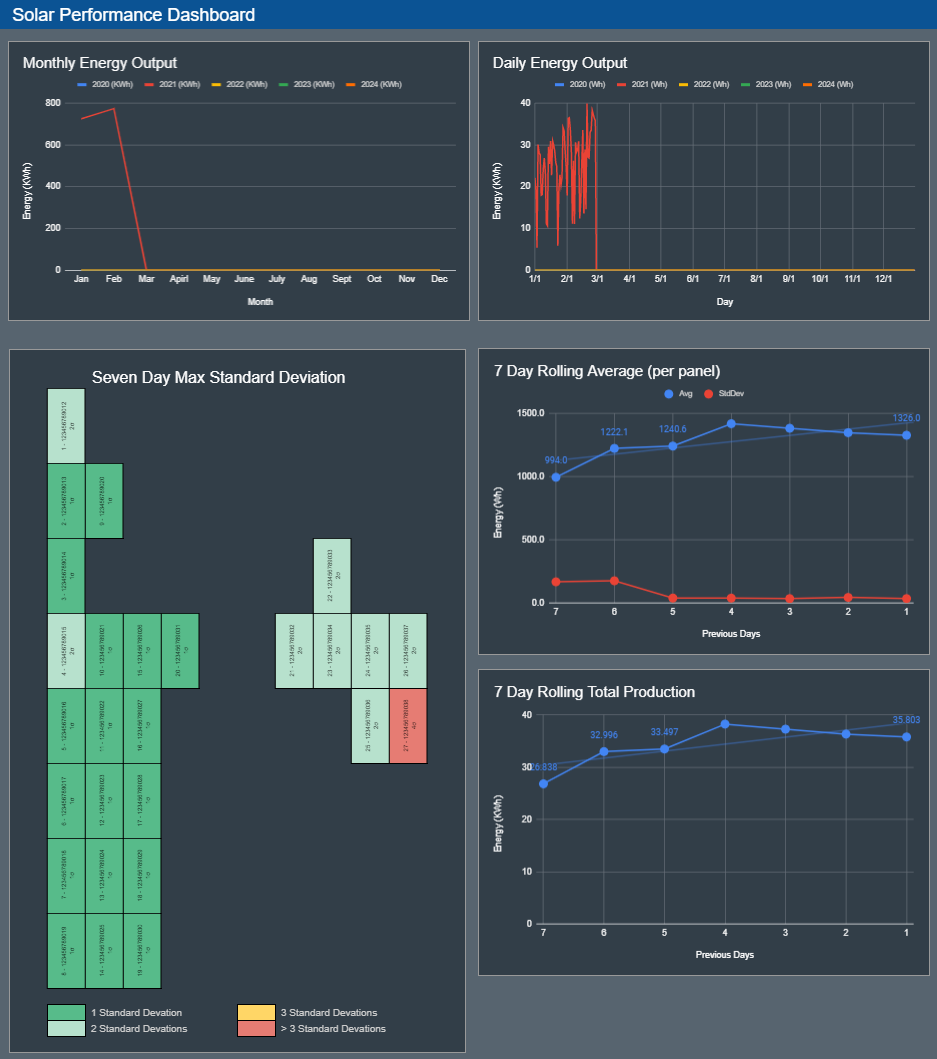 Solar Performance Dashboard
Monthly Energy Output
2020 (KWh) 2021 (KWh) 2022 (KWh) 2023 (KWh) 2024 (KWh)
800
600
400
200
0
Energy (KWh)
Jan Feb Mar Apirl May June July Aug Sept Oct Nov Dec
Month
Daily Energy Output
2020 (Wh) 2021 (Wh) 2022 (Wh) 2023 (Wh) 2024 (Wh)
40
30
20
10
0
Energy (KWh)
1/1 2/1 3/1 4/1 5/1 6/1 7/1 8/1 9/1 10/1 11/1 12/1
Day
Seven Day Max Standard Deviation
1 - 123456789012
2σ
2 - 123456789013
1σ
9 - 123456789020
1σ
3 - 123456789014
1σ
22 - 123456789033
2σ
4 - 123456789015
2σ
10 - 123456789021
1σ
15 - 123456789026
1σ
20 - 123456789031
1σ
21 - 123456789032
2σ
23 - 123456789034
2σ
24 - 123456789035
2σ
26 - 123456789037
2σ
5 - 123456789016
1σ
11 - 123456789022
1σ
16 - 123456789027
1σ
25 - 123456789036
2σ
27 - 123456789038
4σ
6 - 123456789017
1σ
12 - 123456789023
1σ
17 - 123456789028
1σ
7 - 123456789018
1σ
13 - 123456789024
1σ
18 - 123456789029
1σ
8 - 123456789019
1σ
14 - 123456789025
1σ
19 - 123456789030
1σ
1 Standard Deviation
2 Standard Deviations
3 Standard Deviations
> 3 Standard Deviations
7 Day Rolling Average (per panel)
Avg StdDev
1500.0
1000.0
500.0
0.0
Energy (Wh)
994.0 1222.1 1240.6 1326.0
7 6 5 4 3 2 1
Previous Days
7 Day Rolling Total Production
40
30
20
10
0
Energy (KWh)
26.838 32.996 33.497 35.803
7 6 5 4 3 2 1
Previous Days